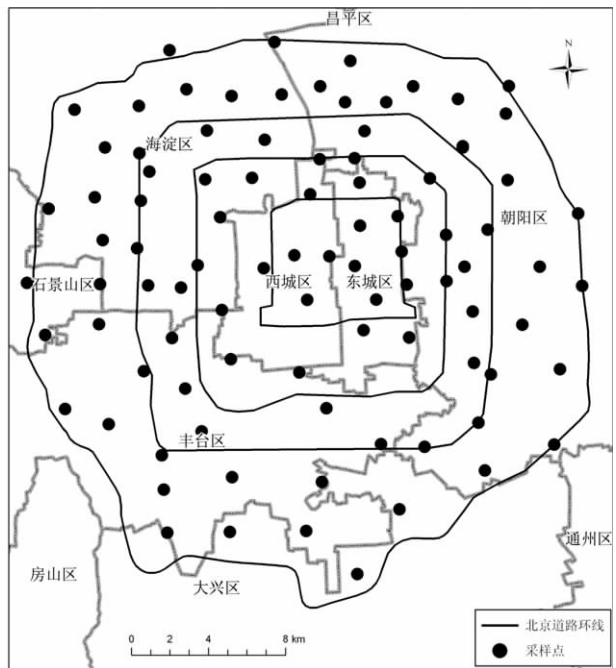 昌平区
N
海淀区
朝阳区
石景山区
西城区
东城区
丰台区
通州区
房山区
大兴区
北京道路环线
采样点
0 2 4 8 km